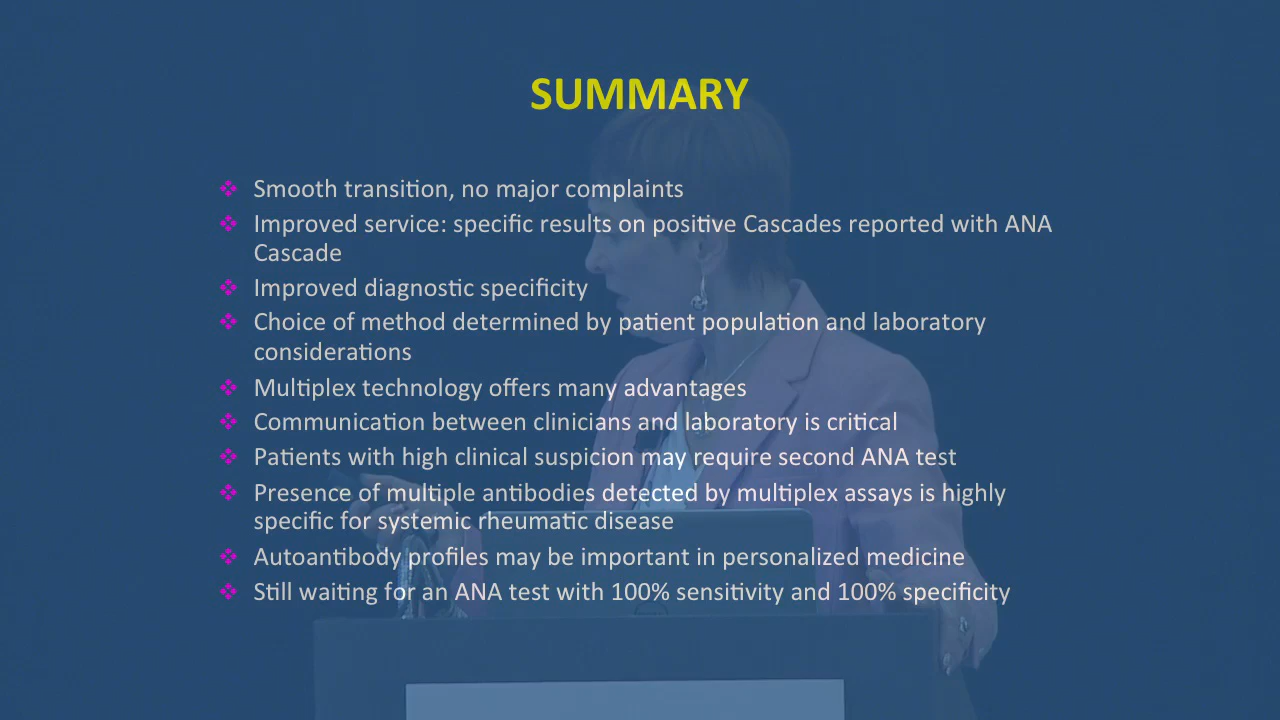 SUMMARY
❖ Smooth transition, no major complaints
❖ Improved service: specific results on positive Cascades reported with ANA
Cascade
❖ Improved diagnostic specificity
❖ Choice of method determined by patient population and laboratory
considerations
❖ Multiplex technology offers many advantages
❖ Communication between clinicians and laboratory is critical
❖ Patients with high clinical suspicion may require second ANA test
❖ Presence of multiple antibodies detected by multiplex assays is highly
specific for systemic rheumatic disease
❖ Autoantibody profiles may be important in personalized medicine
❖ Still waiting for an ANA test with 100% sensitivity and 100% specificity